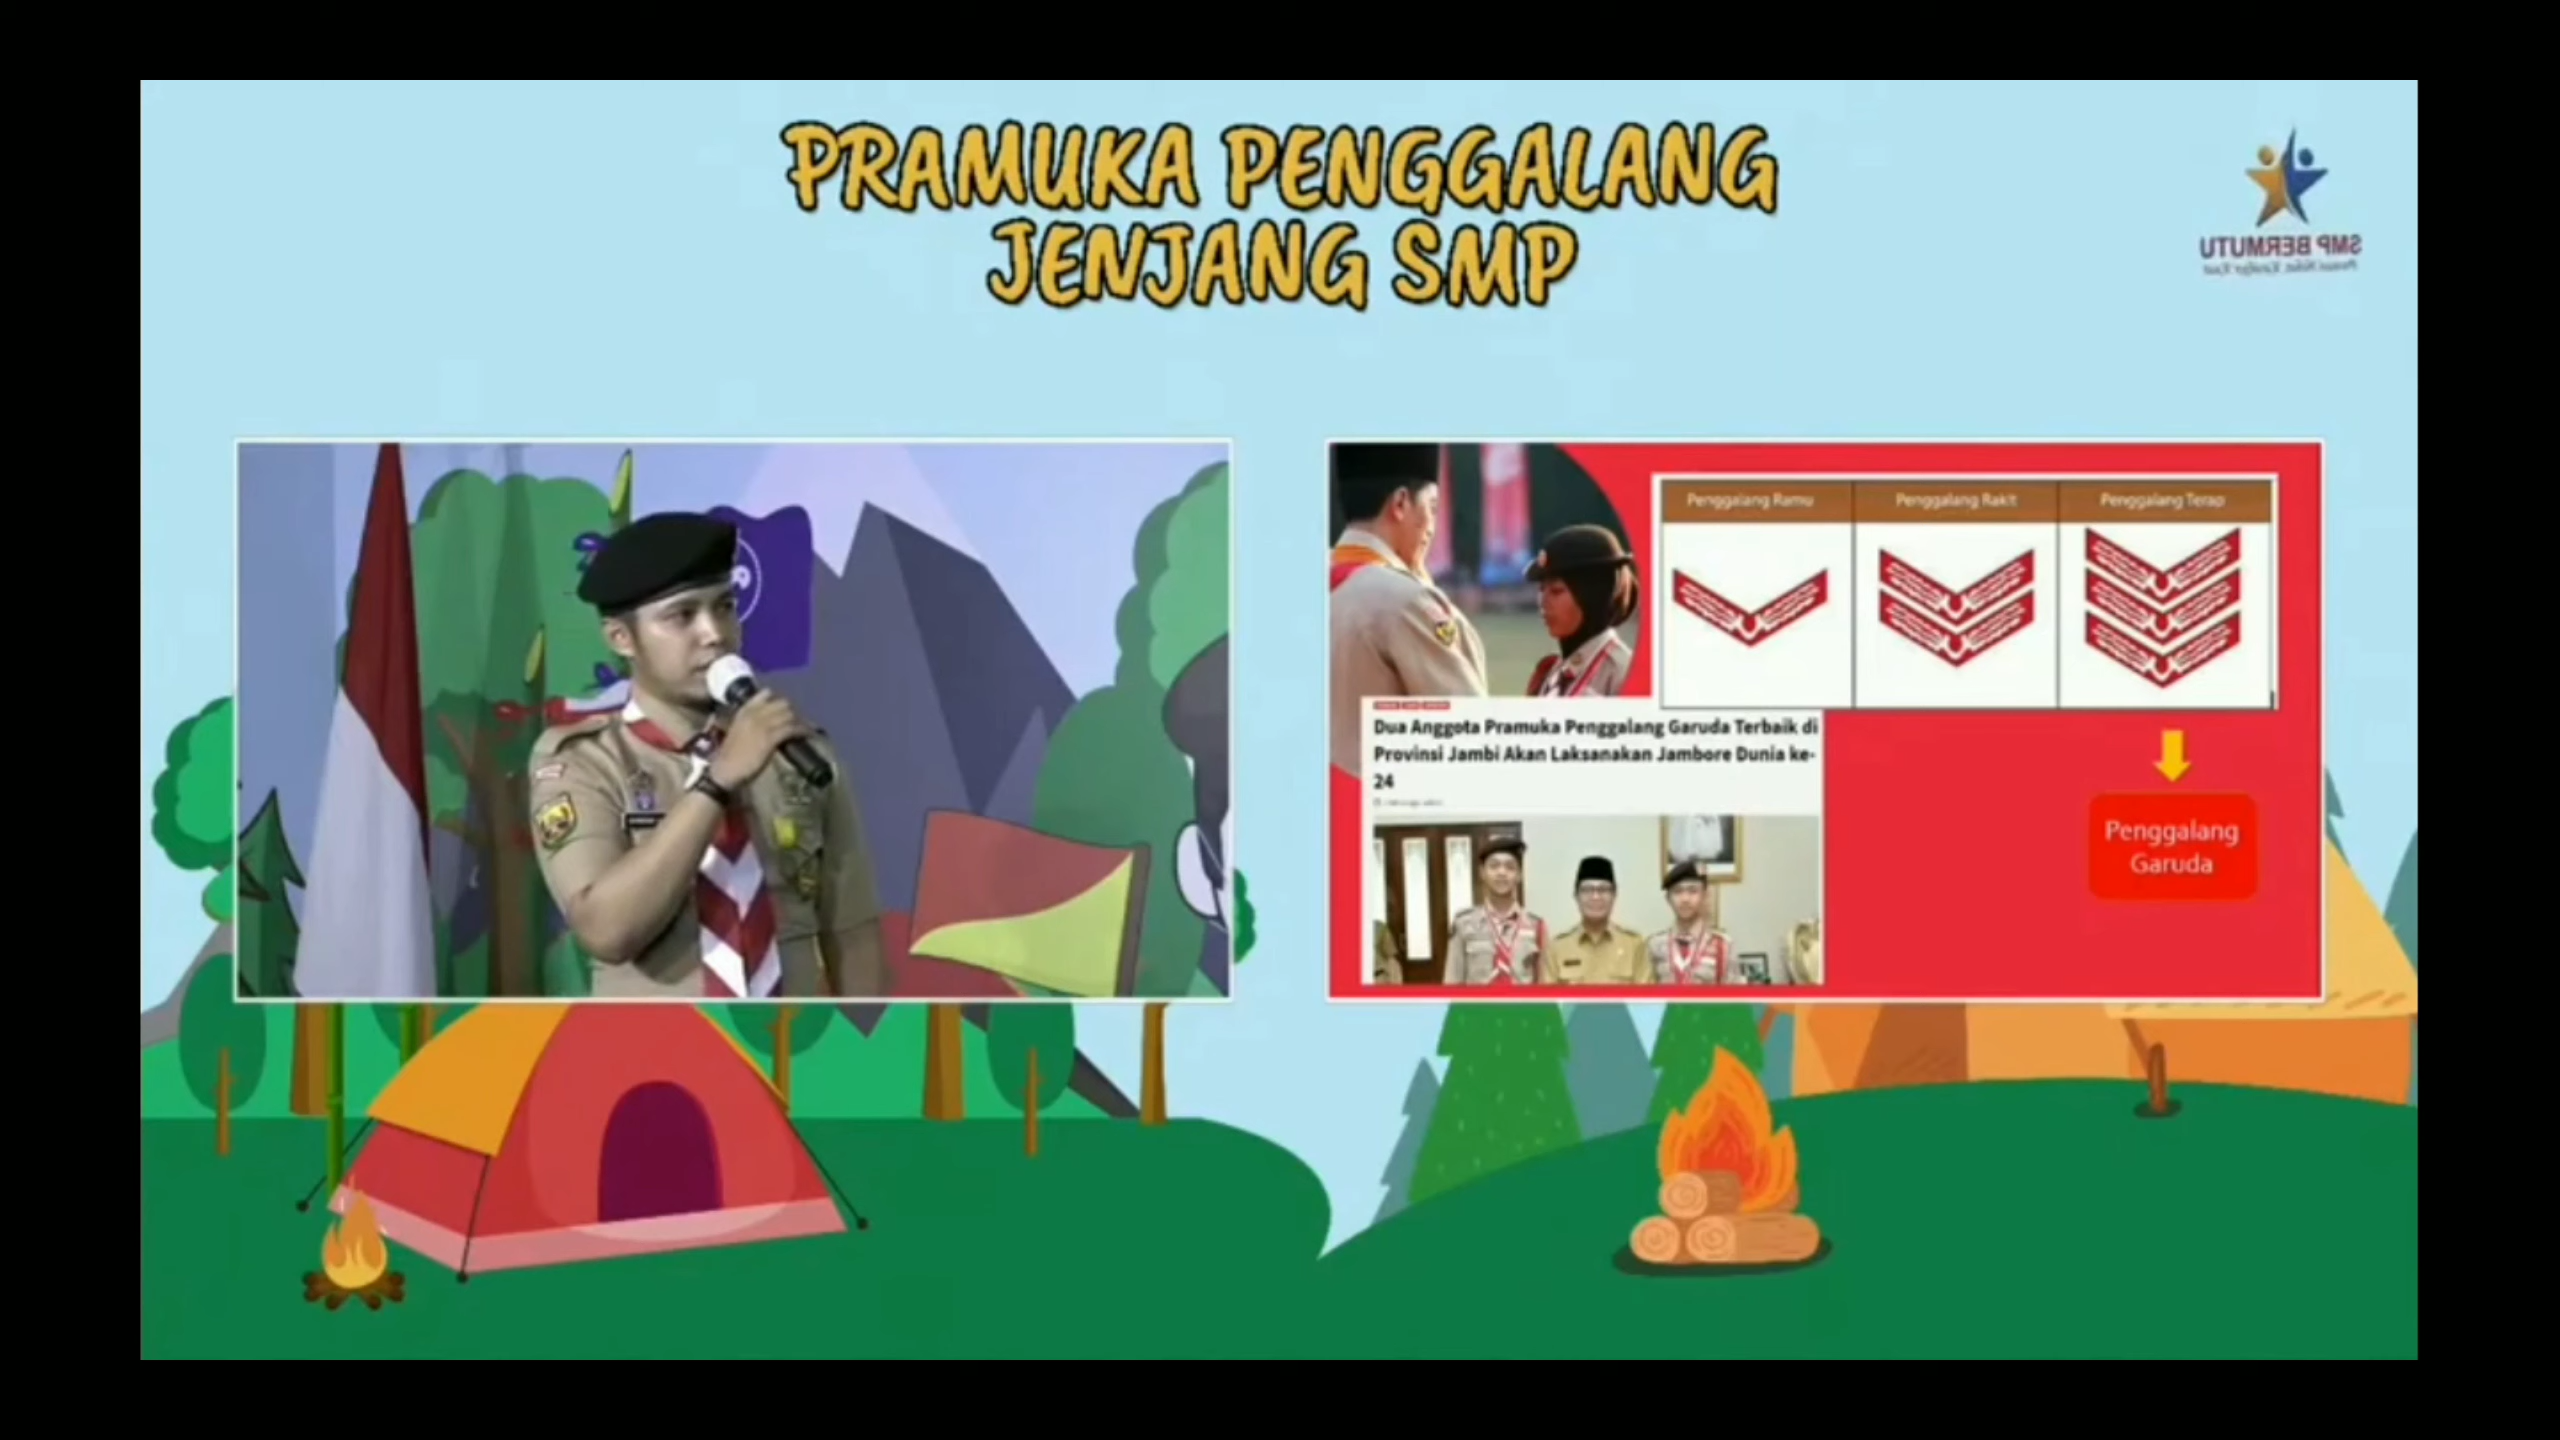 PRAMUKA PENGGALANG
JENJANG SMP
SMP BERMUTU
Penggalang Ramu
Penggalang Rakit
Penggalang Terap
Dua Anggota Pramuka Penggalang Garuda Terbaik di
Provinsi Jambi Akan Laksanakan Jambore Dunia ke-
24
Penggalang
Garuda